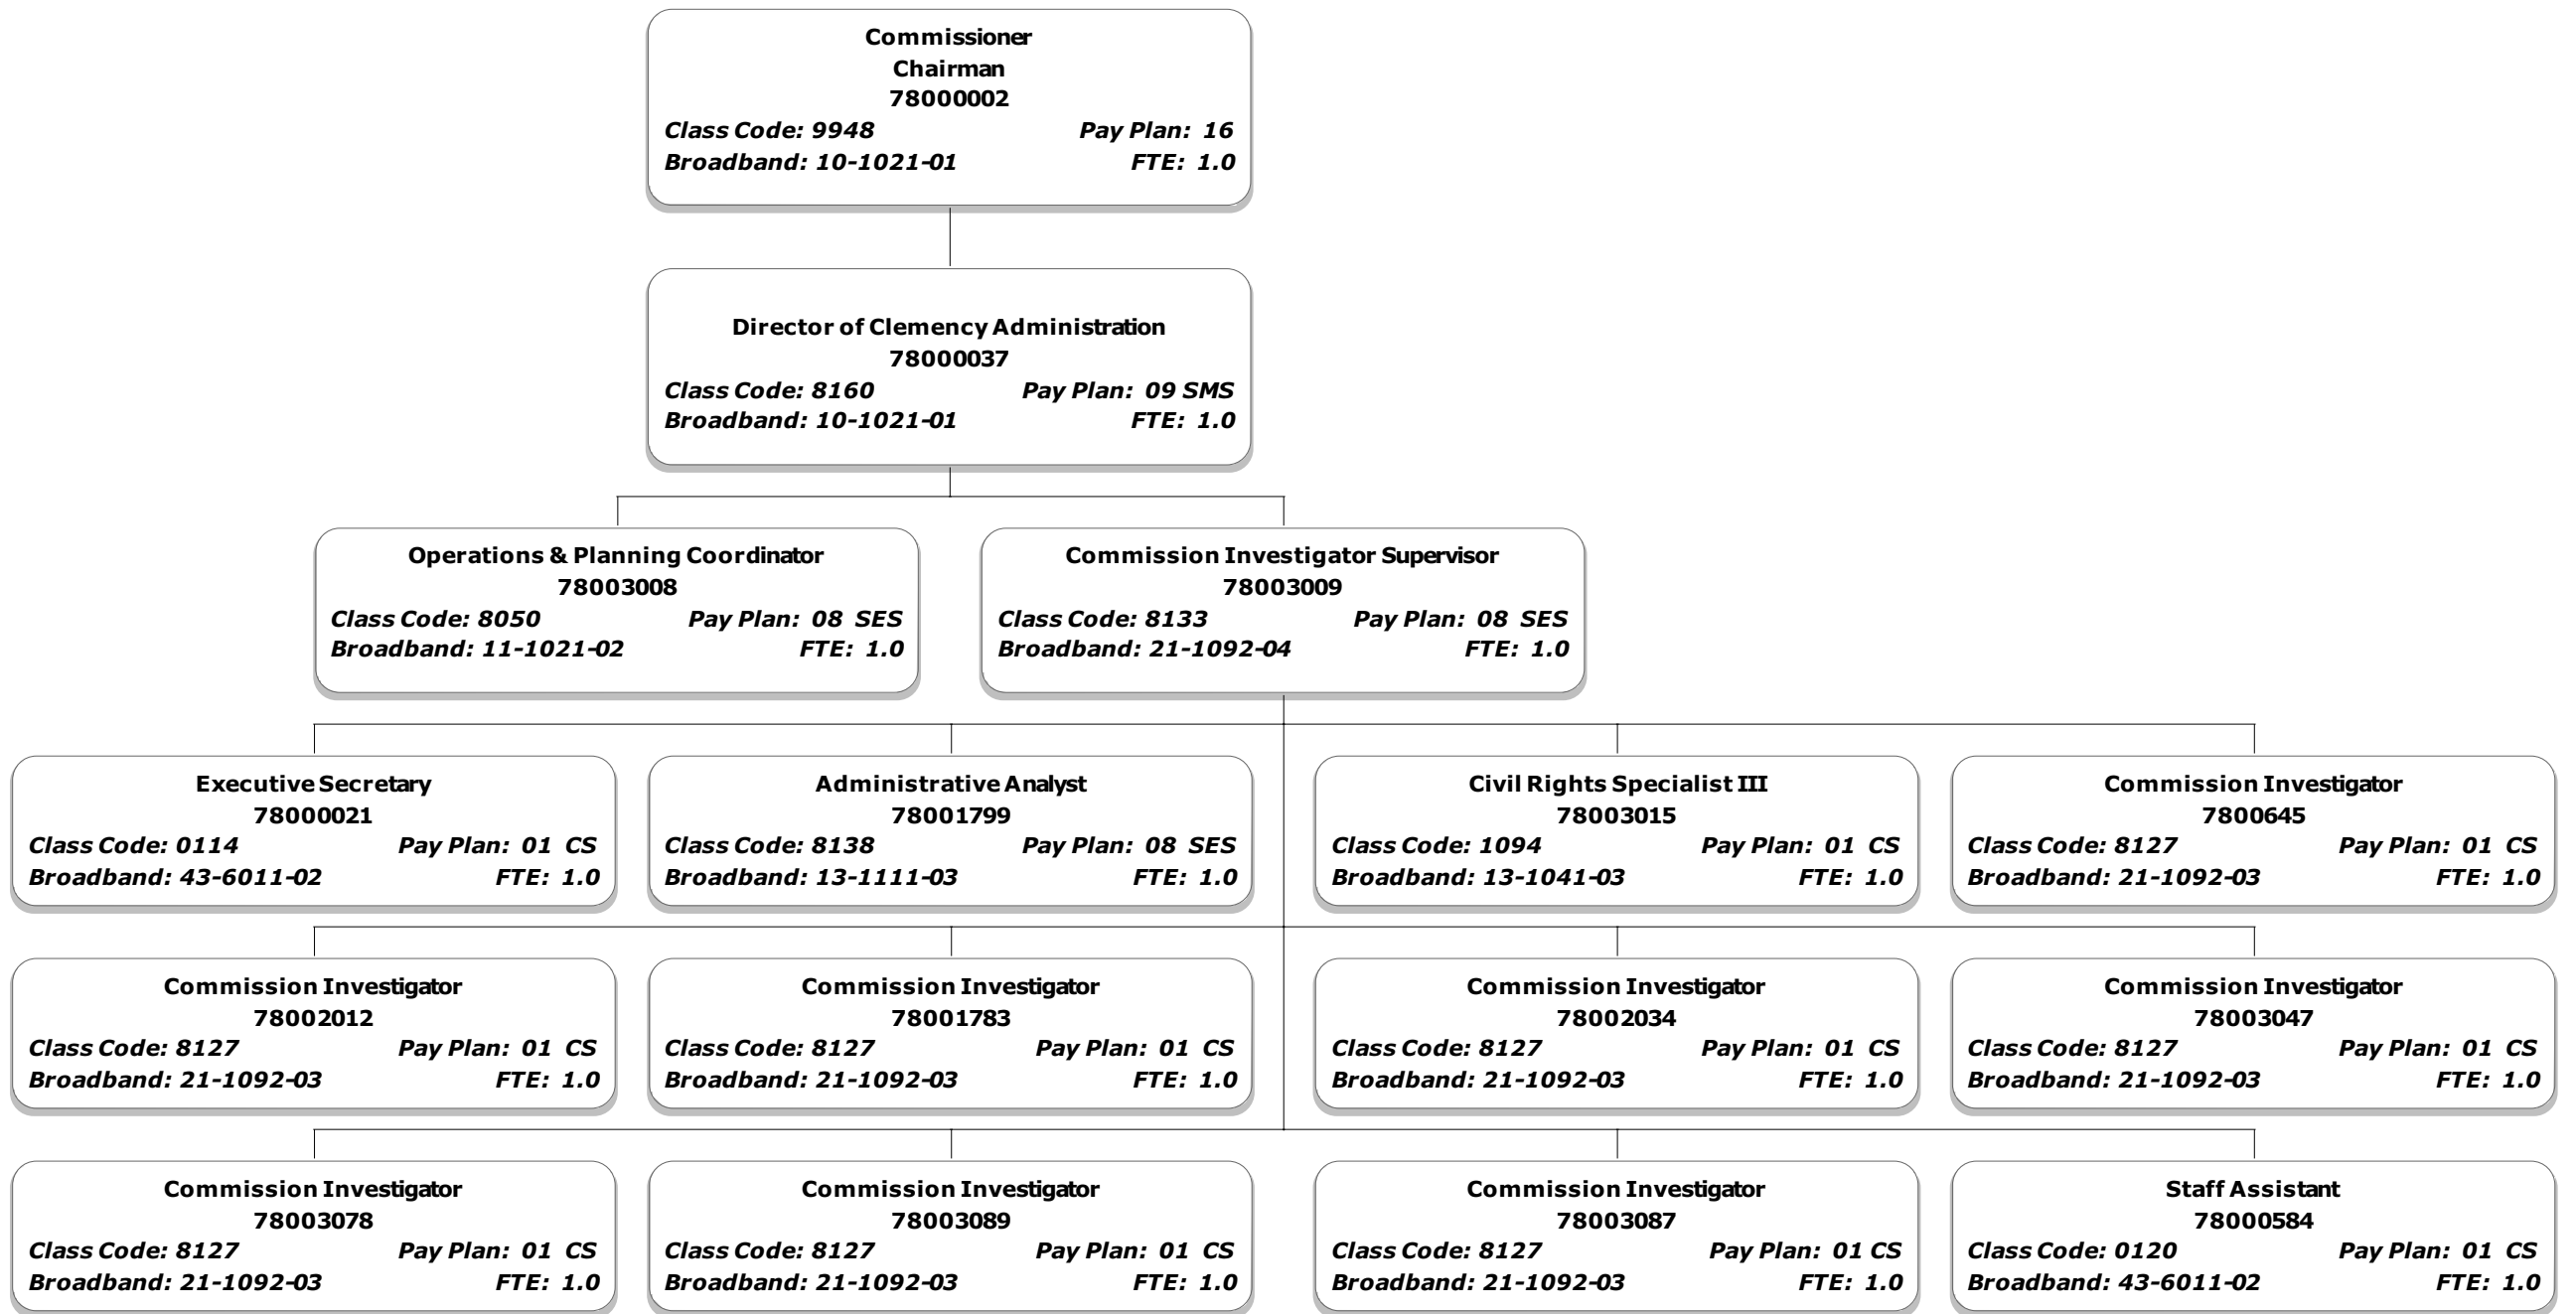 Commissioner
Chairman
78000002
Class Code: 9948 Pay Plan: 16
Broadband: 10-1021-01 FTE: 1.0
Director of Clemency Administration
78000037
Class Code: 8160 Pay Plan: 09 SMS
Broadband: 10-1021-01 FTE: 1.0
Operations & Planning Coordinator
78003008
Class Code: 8050 Pay Plan: 08 SES
Broadband: 11-1021-02 FTE: 1.0
Commission Investigator Supervisor
78003009
Class Code: 8133 Pay Plan: 08 SES
Broadband: 21-1092-04 FTE: 1.0
Executive Secretary
78000021
Class Code: 0114 Pay Plan: 01 CS
Broadband: 43-6011-02 FTE: 1.0
Administrative Analyst
78001799
Class Code: 8138 Pay Plan: 08 SES
Broadband: 13-1111-03 FTE: 1.0
Civil Rights Specialist III
78003015
Class Code: 1094 Pay Plan: 01 CS
Broadband: 13-1041-03 FTE: 1.0
Commission Investigator
7800645
Class Code: 8127 Pay Plan: 01 CS
Broadband: 21-1092-03 FTE: 1.0
Commission Investigator
78002012
Class Code: 8127 Pay Plan: 01 CS
Broadband: 21-1092-03 FTE: 1.0
Commission Investigator
78001783
Class Code: 8127 Pay Plan: 01 CS
Broadband: 21-1092-03 FTE: 1.0
Commission Investigator
78002034
Class Code: 8127 Pay Plan: 01 CS
Broadband: 21-1092-03 FTE: 1.0
Commission Investigator
78003047
Class Code: 8127 Pay Plan: 01 CS
Broadband: 21-1092-03 FTE: 1.0
Commission Investigator
78003078
Class Code: 8127 Pay Plan: 01 CS
Broadband: 21-1092-03 FTE: 1.0
Commission Investigator
78003089
Class Code: 8127 Pay Plan: 01 CS
Broadband: 21-1092-03 FTE: 1.0
Commission Investigator
78003087
Class Code: 8127 Pay Plan: 01 CS
Broadband: 21-1092-03 FTE: 1.0
Staff Assistant
78000584
Class Code: 0120 Pay Plan: 01 CS
Broadband: 43-6011-02 FTE: 1.0